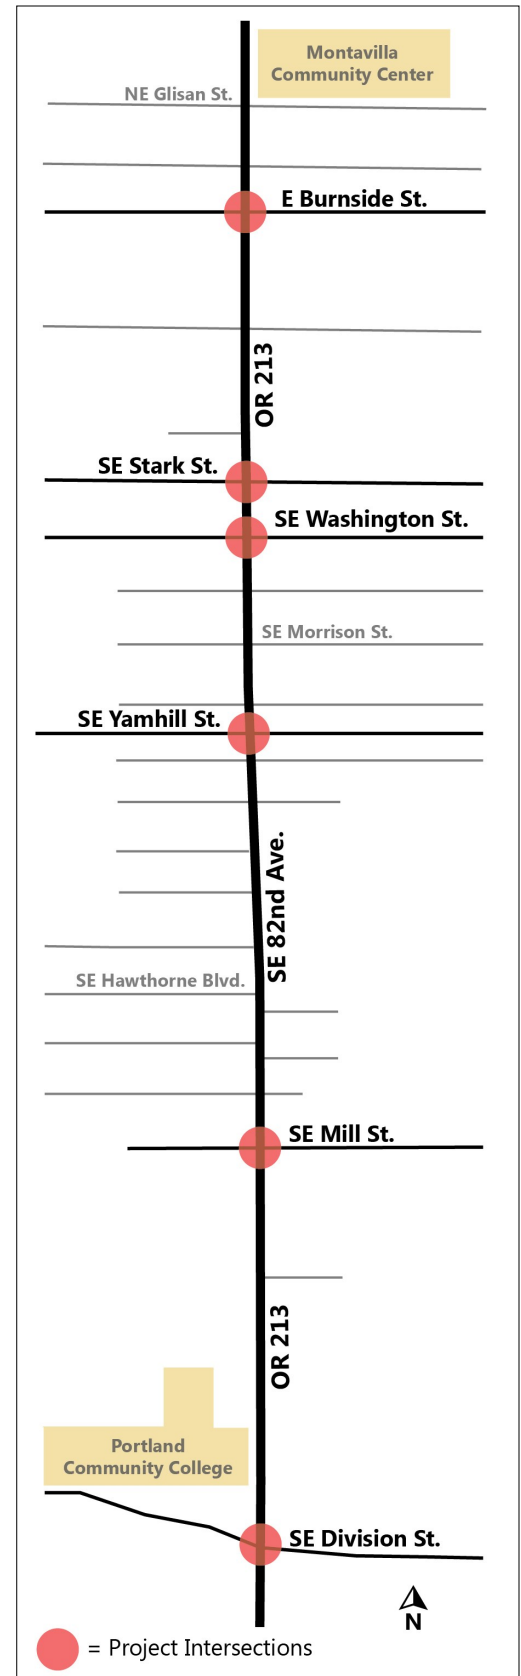 Montavilla
Community Center
NE Glisan St.
E Burnside St.
OR 213
SE Stark St.
SE Washington St.
SE Morrison St.
SE Yamhill St.
SE 82nd Ave.
SE Hawthorne Blvd.
SE Mill St.
OR 213
Portland
Community College
SE Division St.
N
= Project Intersections